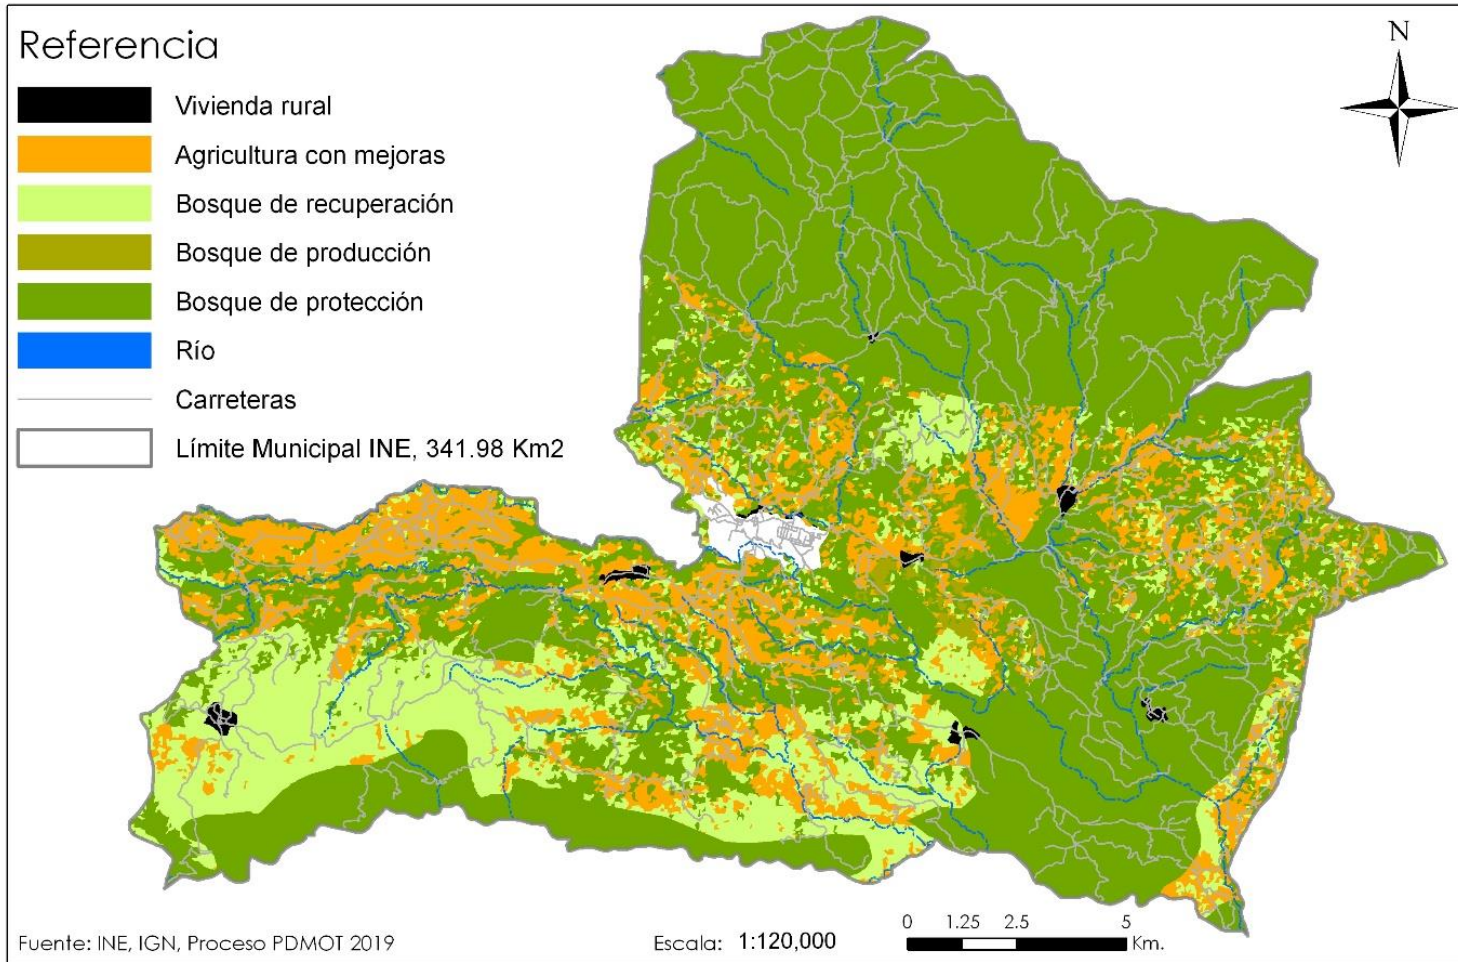 Referencia
Vivienda rural
Agricultura con mejoras
Bosque de recuperación
Bosque de producción
Bosque de protección
Río
Carreteras
Límite Municipal INE, 341.98 Km2
N
Fuente: INE, IGN, Proceso PDMOT 2019
Escala: 1:120,000
0 1.25 2.5 5
Km.